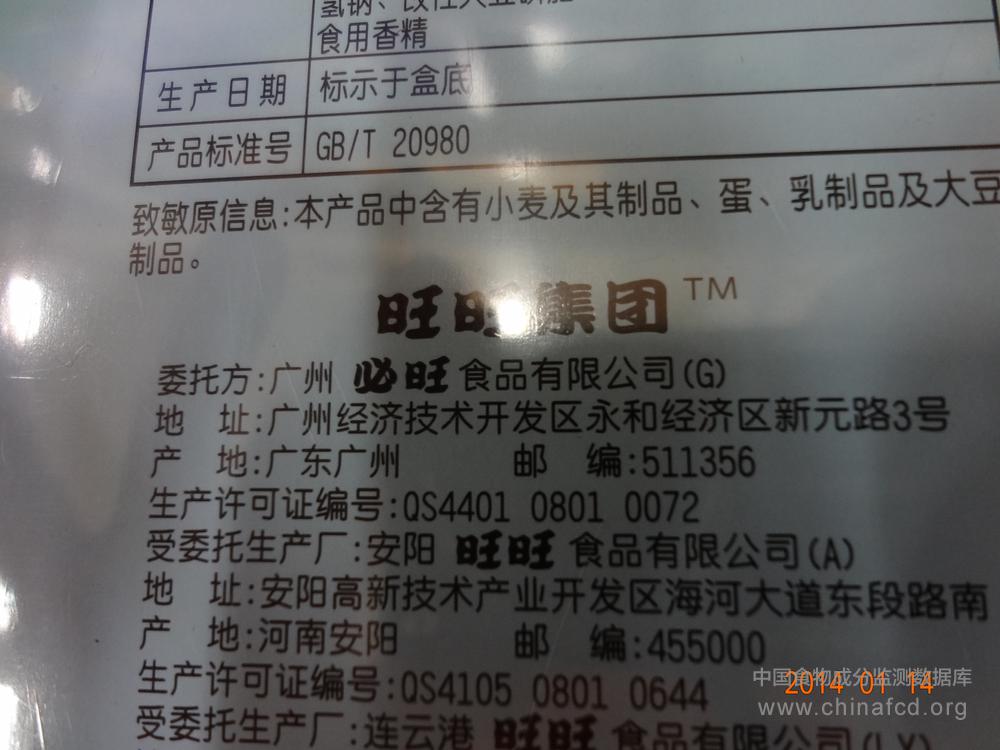 食用香精
生产日期 标示于盒底
产品标准号 GB/T 20980
致敏原信息:本产品中含有小麦及其制品、蛋、乳制品及大豆
制品。
旺旺集团™
委托方:广州 必旺 食品有限公司(G)
地 址:广州经济技术开发区永和经济区新元路3号
产 地:广东广州 邮 编:511356
生产许可证编号:QS4401 0801 0072
受委托生产厂:安阳 旺旺 食品有限公司(A)
地 址:安阳高新技术产业开发区海河大道东段路南
产 地:河南安阳 邮 编:455000
生产许可证编号:QS4105 0801 0644
受委托生产厂:连云港 旺旺 食品有限公司(LY)
中国食物成分监测数据库
2014 01 14
www.chinafcd.org